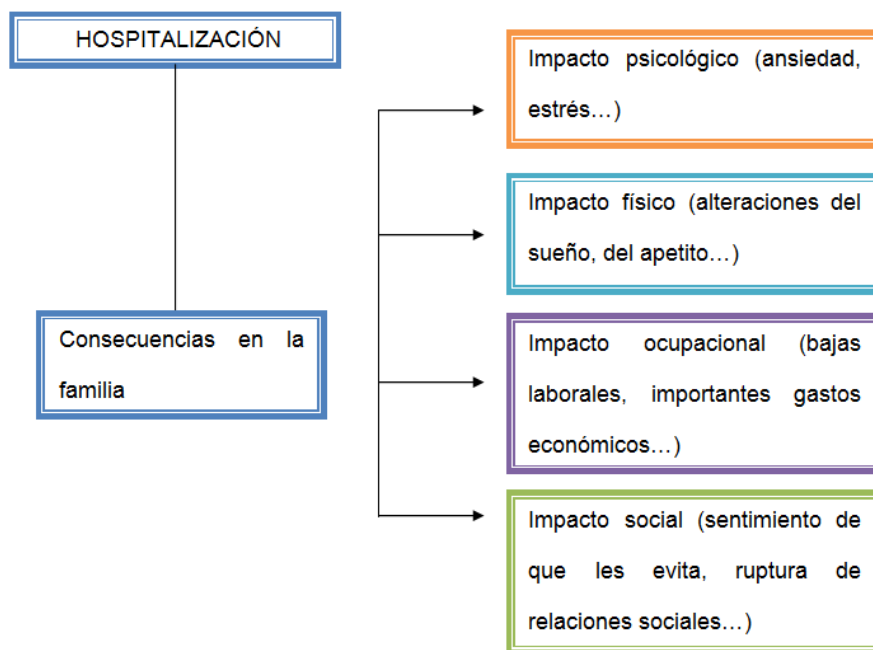 HOSPITALIZACIÓN
Consecuencias en la
familia
Impacto psicológico (ansiedad,
estrés…)
Impacto físico (alteraciones del
sueño, del apetito…)
Impacto ocupacional (bajas
laborales, importantes gastos
económicos…)
Impacto social (sentimiento de
que les evita, ruptura de
relaciones sociales…)